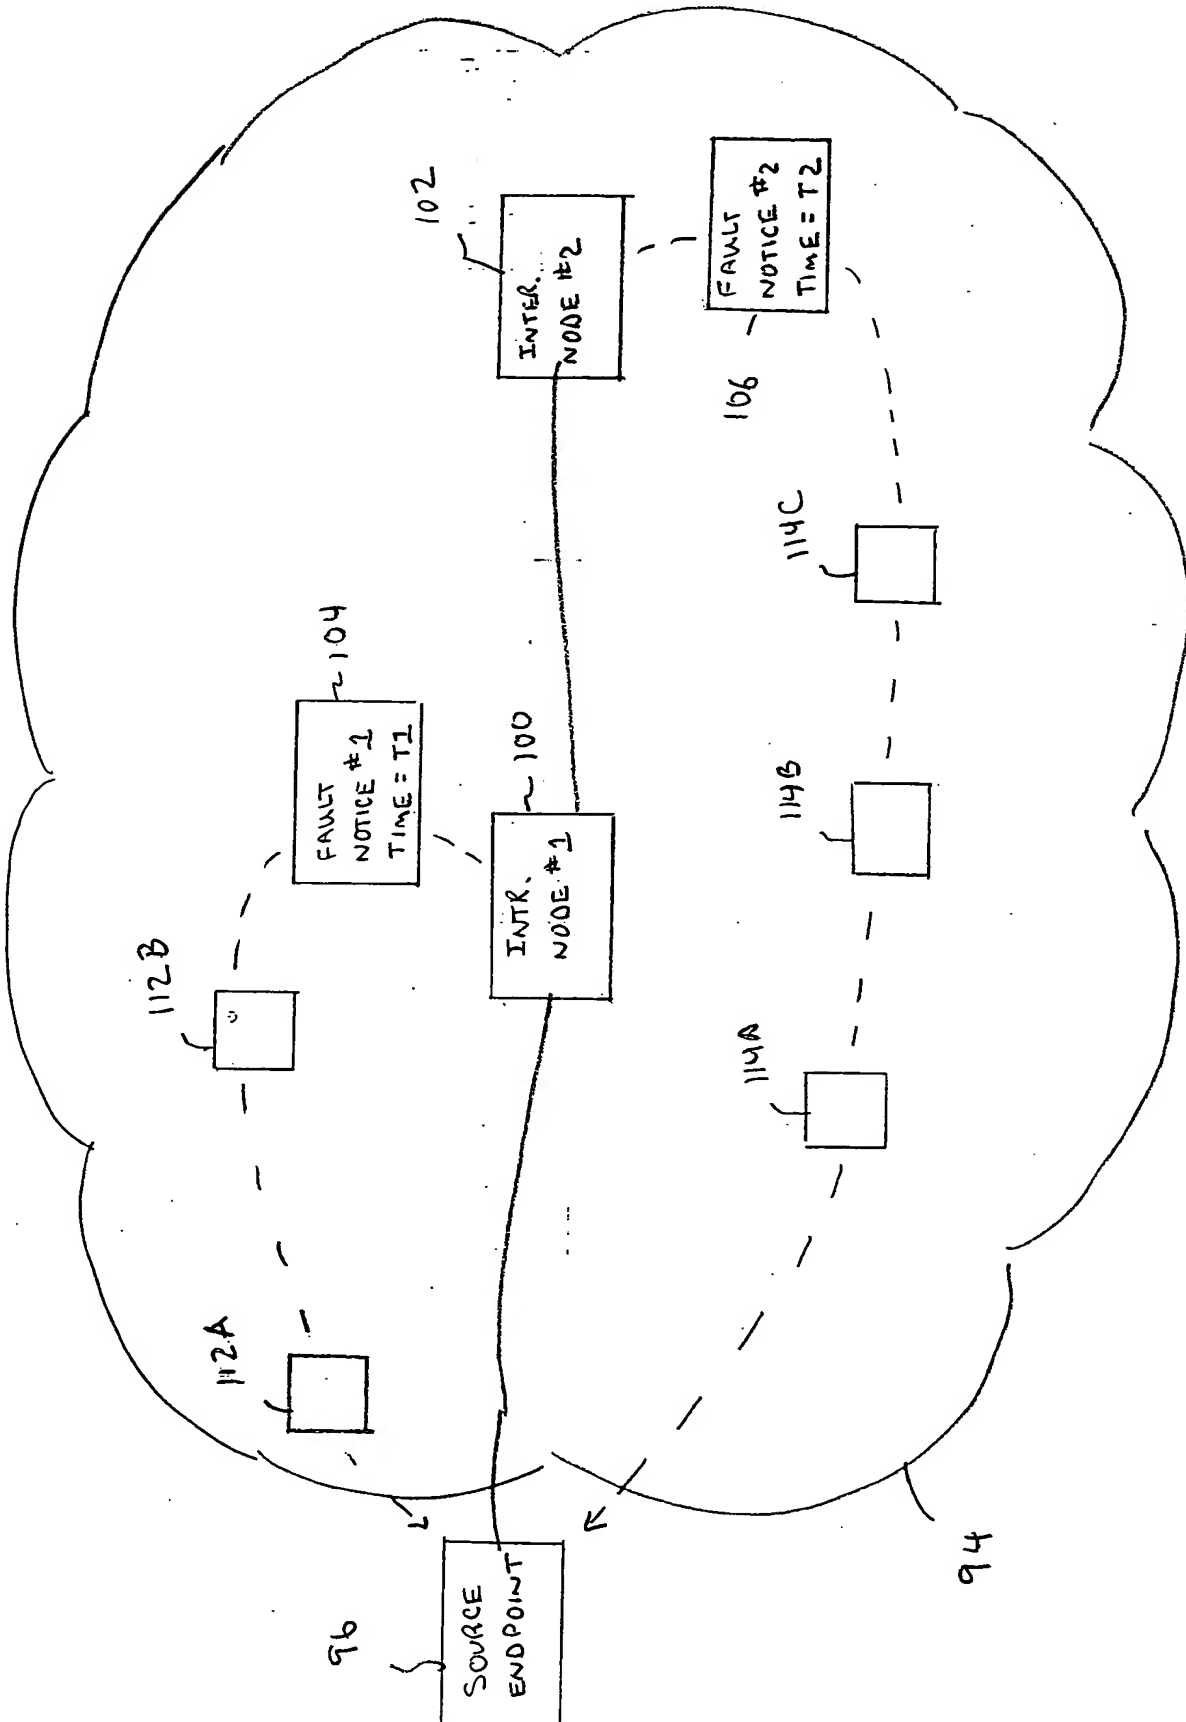 102
INTER.
NODE #2
FAULT
NOTICE #2
TIME = T2
106
104
FAULT
NOTICE #1
TIME = T1
100
INTR.
NODE #1
114C
114B
112B
114A
112A
96
SOURCE
ENDPOINT
94